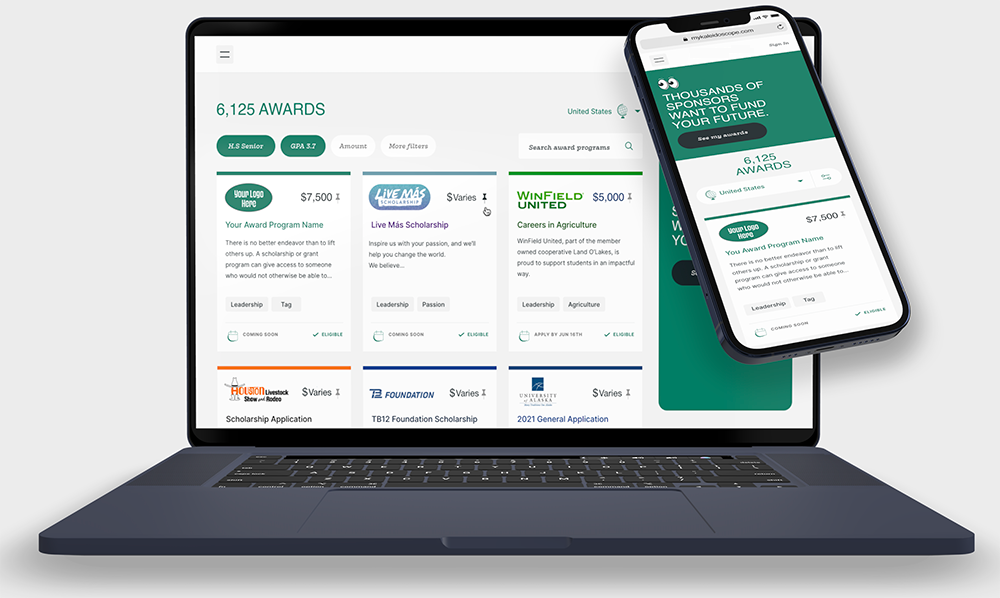 6,125 AWARDS
United States
H.S Senior
GPA 3.7
Amount
More filters
Search award programs
Your Logo
Here
$7,500
Your Award Program Name
There is no better endeavor than to lift
others up. A scholarship or grant
program can give access to someone
who would not otherwise be able to...
Leadership
Tag
COMING SOON
ELIGIBLE
LiVE MÁS
SCHOLARSHIP
$Varies
Live Más Scholarship
Inspire us with your passion, and we'll
help you change the world.
We believe...
Leadership
Passion
COMING SOON
ELIGIBLE
WINFIELD
UNITED
$5,000
Careers in Agriculture
WinField United, part of the member
owned cooperative Land O'Lakes, is
proud to support students in an impactful
way.
Leadership
Agriculture
APPLY BY JUN 15TH
ELIGIBLE
HOUSTON Livestock
Show and Rodeo
$Varies
Scholarship Application
TB FOUNDATION
$Varies
TB12 Foundation Scholarship
UNIVERSITY
of ALASKA
$Varies
2021 General Application
mykaleidoscope.com
Sign In
THOUSANDS OF
SPONSORS
WANT TO FUND
YOUR FUTURE.
See my awards
6,125
AWARDS
United States
Your Logo
Here
$7,500
You Award Program Name
There is no better endeavor than to lift
others up. A scholarship or grant
program can give access to someone
who would not otherwise be able to...
Leadership
Tag
COMING SOON
ELIGIBLE